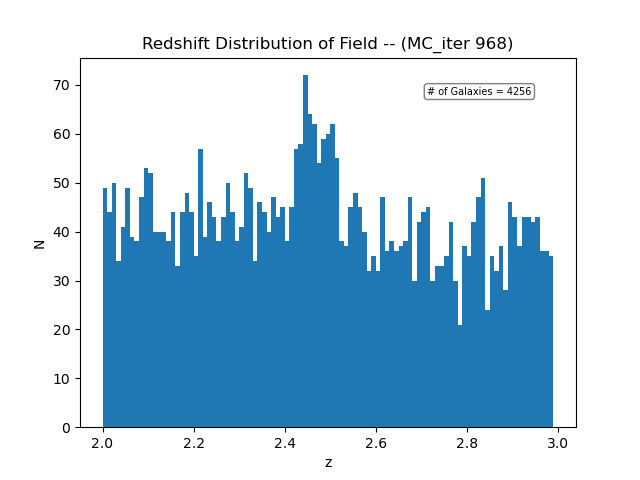 Redshift Distribution of Field -- (MC_iter 968)
# of Galaxies = 4256
70
60
50
40
30
20
10
0
N
2.0 2.2 2.4 2.6 2.8 3.0
z